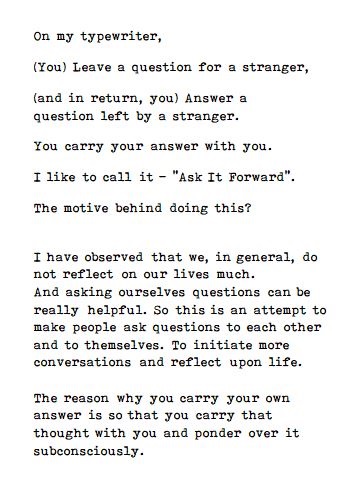 On my typewriter,
(You) Leave a question for a stranger,
(and in return, you) Answer a
question left by a stranger.
You carry your answer with you.
I like to call it - "Ask It Forward".
The motive behind doing this?
I have observed that we, in general, do
not reflect on our lives much.
And asking ourselves questions can be
really helpful. So this is an attempt to
make people ask questions to each other
and to themselves. To initiate more
conversations and reflect upon life.
The reason why you carry your own
answer is so that you carry that
thought with you and ponder over it
subconsciously.